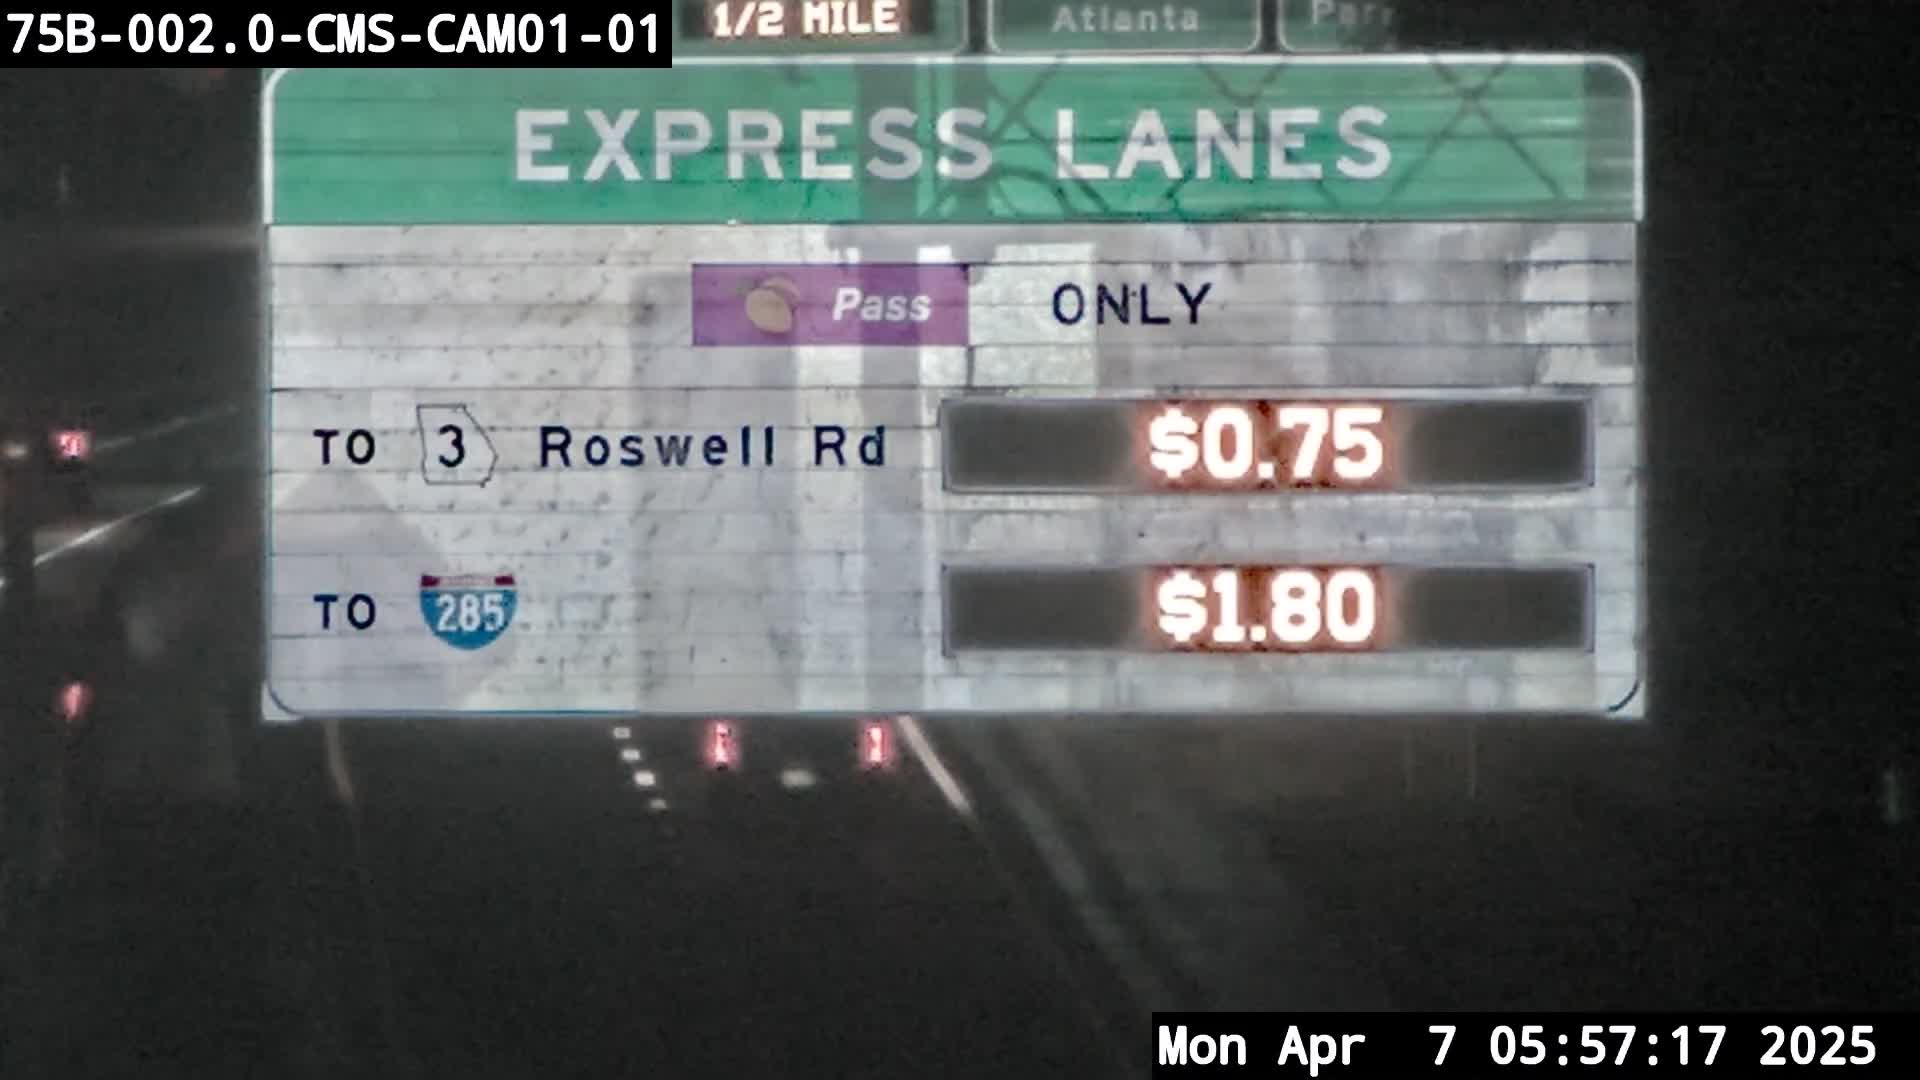 75B-002.0-CMS-CAM01-01
1/2 MILE
Atlanta
EXPRESS LANES
Pass ONLY
TO 3 Roswell Rd $0.75
TO 285 $1.80
Mon Apr 7 05:57:17 2025